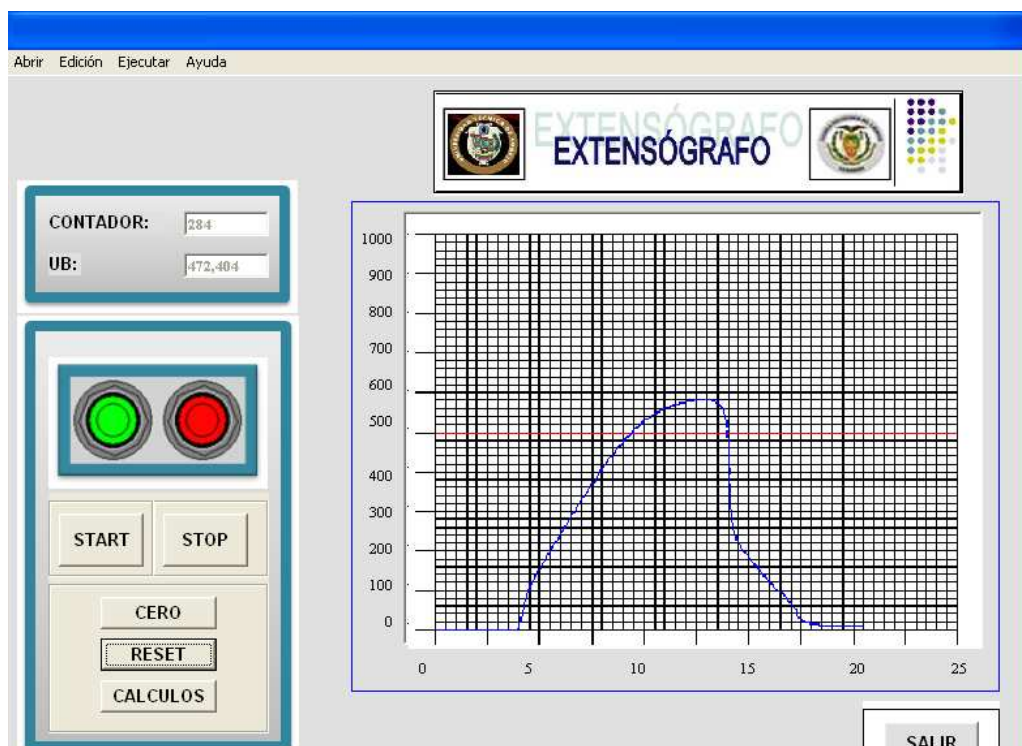 Abrir Edición Ejecutar Ayuda
EXTENSÓGRAFO
EXTENSÓGRAFO
CONTADOR: 284
UB: 472,404
START STOP
CERO
RESET
CALCULOS
1000
900
800
700
600
500
400
300
200
100
0
0 5 10 15 20 25
SALIR